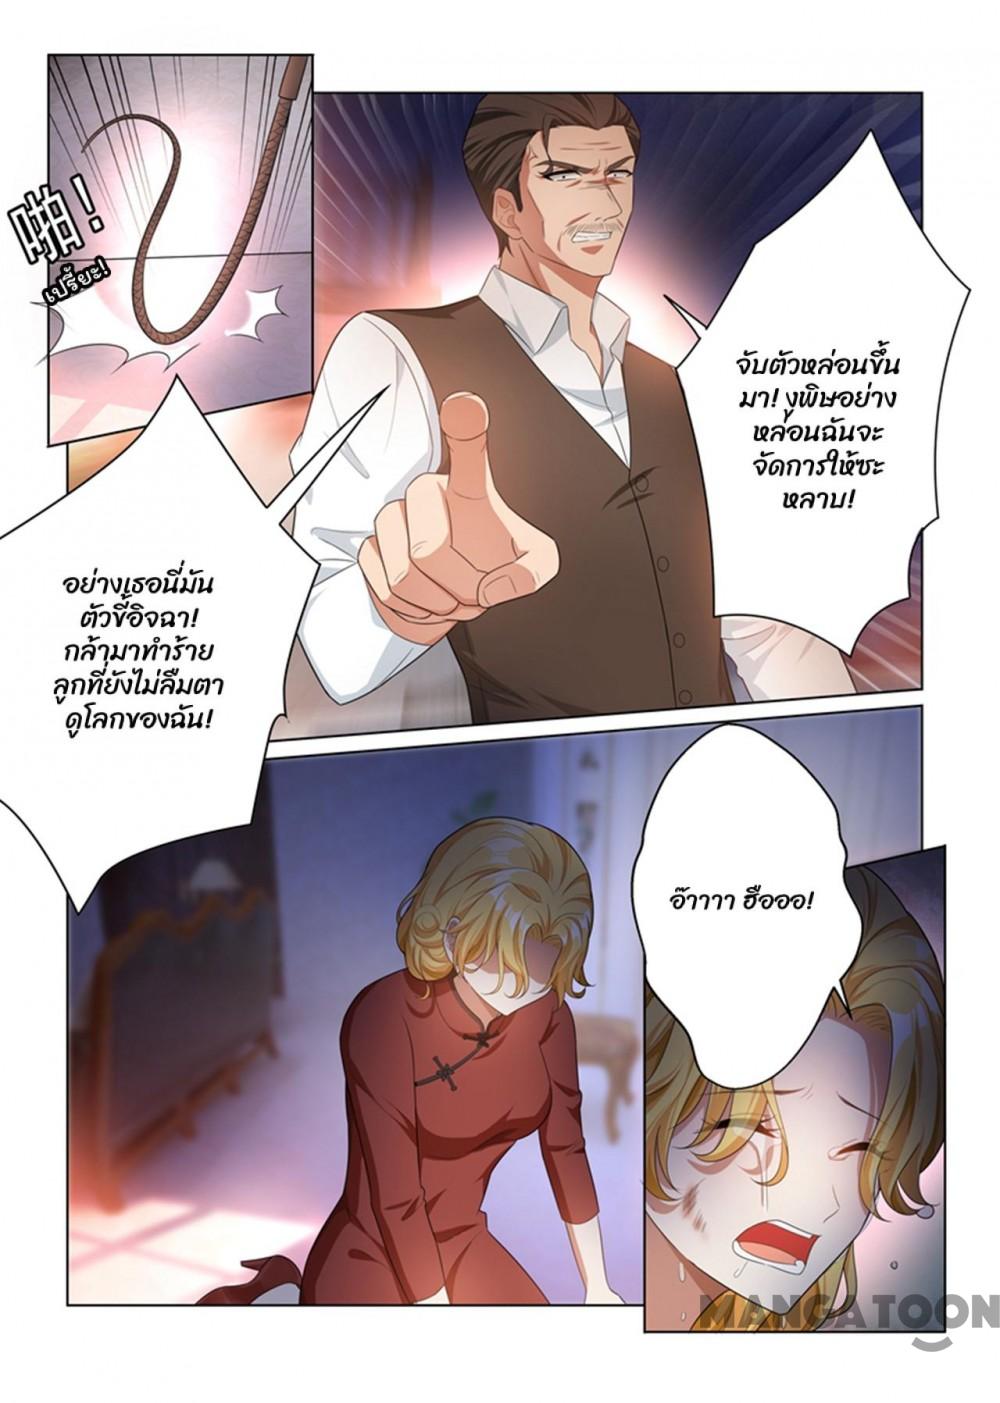 啪！
เปรี้ยะ!
จับตัวหล่อนขึ้น
มา! งูพิษอย่าง
หล่อนฉันจะ
จัดการให้ซะ
หลาบ!
อย่างเธอนี่มัน
ตัวขี้อิจฉา!
กล้ามาทำร้าย
ลูกที่ยังไม่ลืมตา
ดูโลกของฉัน!
อ๊าาาา ฮือออ!
MANGATOON